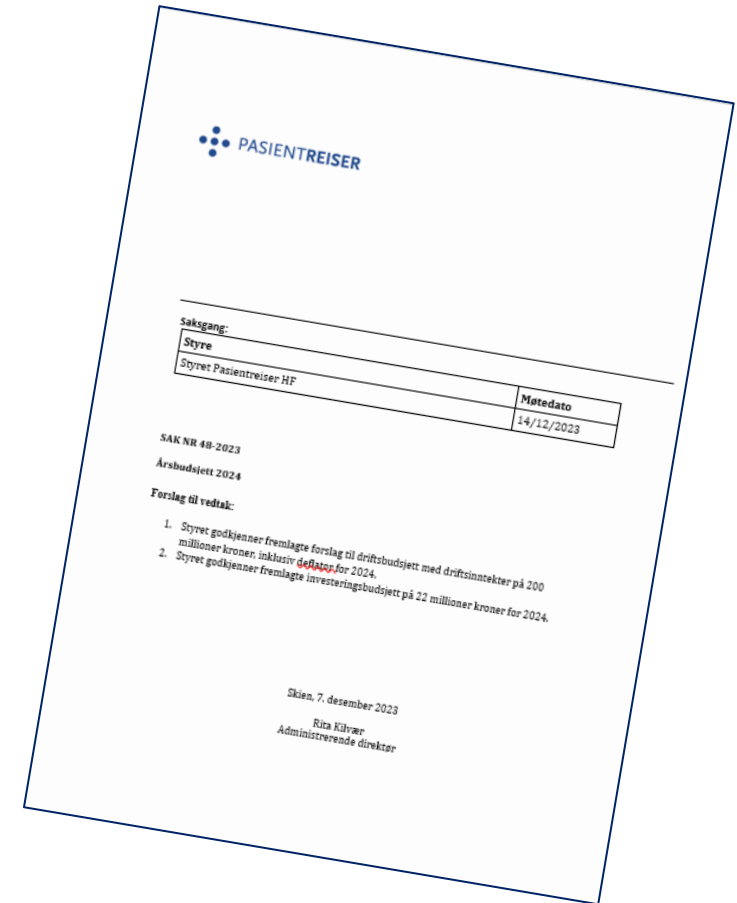 PASIENTREISER
Saksgang:
Styre
Møtedato
Styret Pasientreiser HF
14/12/2023
SAK NR 48-2023
Årsbudsjett 2024
Forslag til vedtak:
1. Styret godkjenner fremlagte forslag til driftsbudsjett med driftsinntekter på 200
millioner kroner, inklusiv deflator for 2024.
2. Styret godkjenner fremlagte investeringsbudsjett på 22 millioner kroner for 2024.
Skien, 7. desember 2023
Rita Kilvær
Administrerende direktør